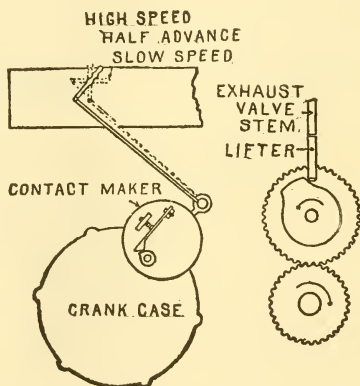 HIGH SPEED
HALF ADVANCE
SLOW SPEED
EXHAUST
VALVE
STEM.
LIFTER
CONTACT MAKER
CRANK CASE